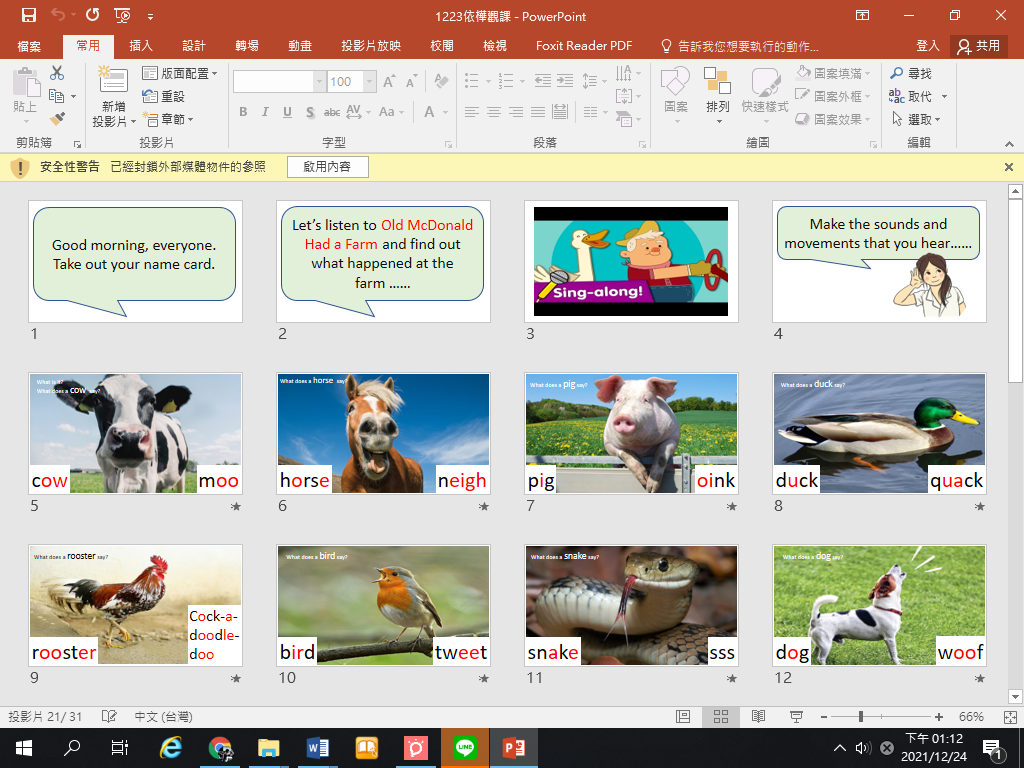 1223依樺觀課 - PowerPoint
檔案 常用 插入 設計 轉場 動畫 投影片放映 校閱 檢視 Foxit Reader PDF 告訴我您想要執行的動作... 登入 共用
貼上
新增
投影片
版面配置
重設
章節
100
B I U S abc AV Aa A
圖案
排列
快速樣式
圖案填滿
圖案外框
圖案效果
尋找
取代
選取
剪貼簿 投影片 字型 段落 繪圖 編輯
安全性警告 已經封鎖外部媒體物件的參照 啟用內容
Good morning, everyone.
Take out your name card.
1
Let's listen to Old McDonald
Had a Farm and find out
what happened at the
farm ......
2
Sing-along!
3
Make the sounds and
movements that you hear......
4
What is it?
What does a cow say?
cow moo
5
What does a horse say?
horse neigh
6
What does a pig say?
pig oink
7
What does a duck say?
duck quack
8
What does a rooster say?
rooster
Cock-a-
doodle-
doo
9
What does a bird say?
bird tweet
10
What does a snake say?
snake sss
11
What does a dog say?
dog woof
12
投影片 21/ 31 中文 (台灣) 66%
下午 01:12
2021/12/24
1